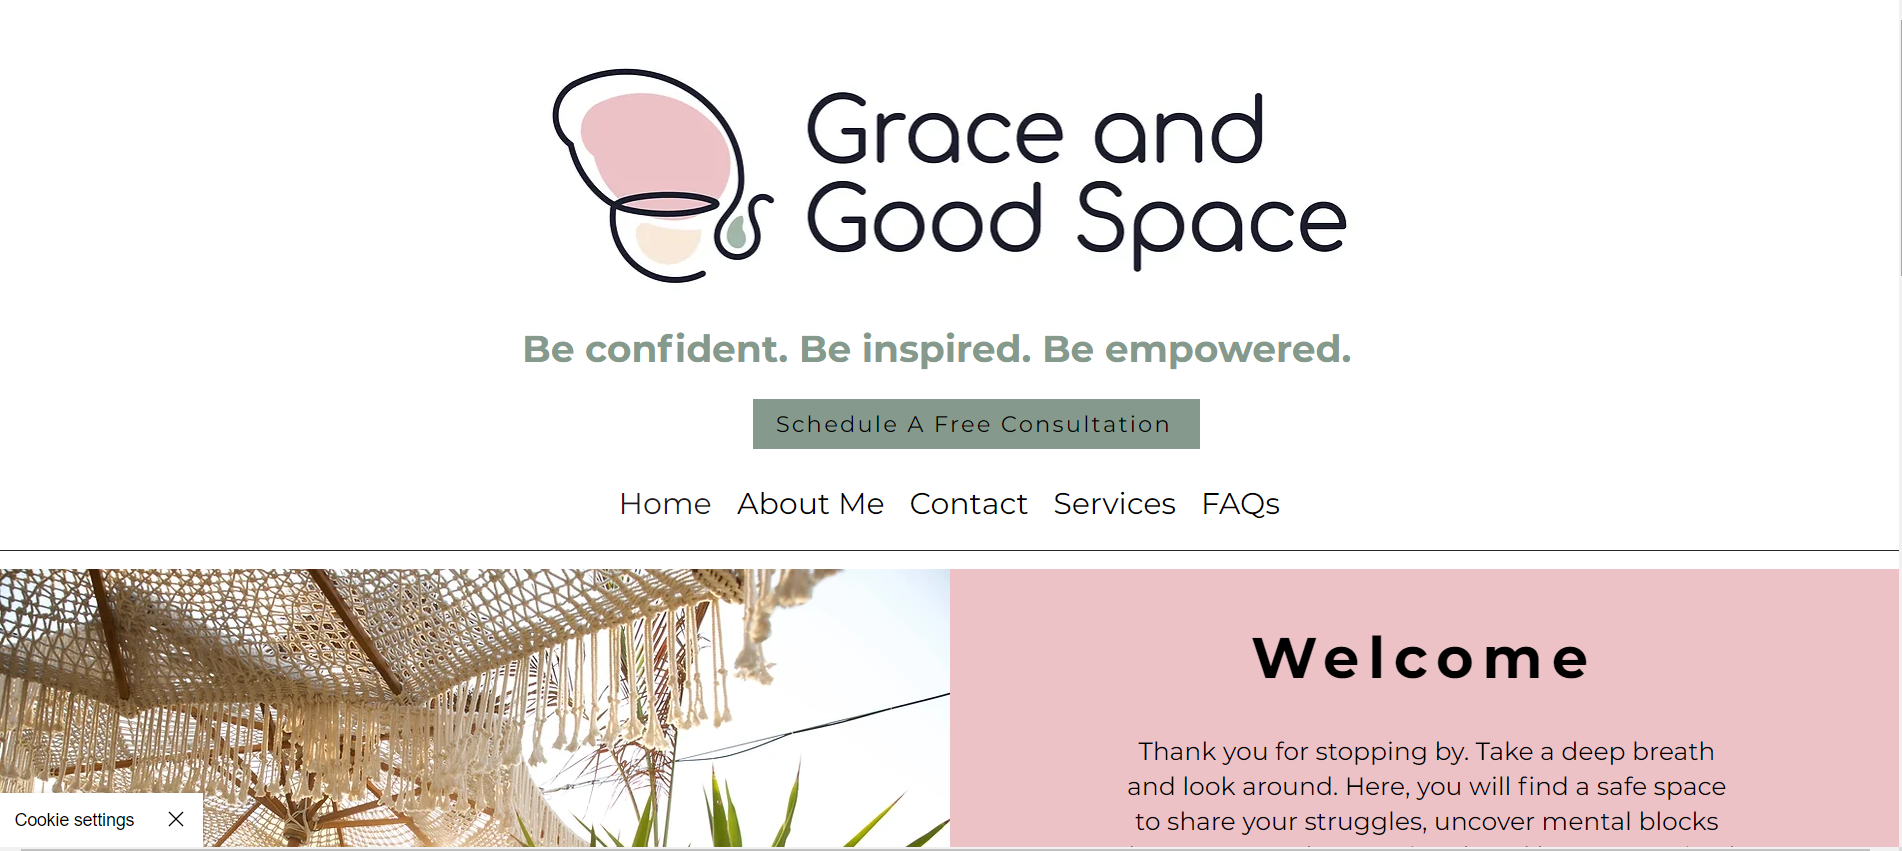 Grace and
Good Space
Be confident. Be inspired. Be empowered.
Schedule A Free Consultation
Home About Me Contact Services FAQs
Welcome
Thank you for stopping by. Take a deep breath
and look around. Here, you will find a safe space
to share your struggles, uncover mental blocks
Cookie settings